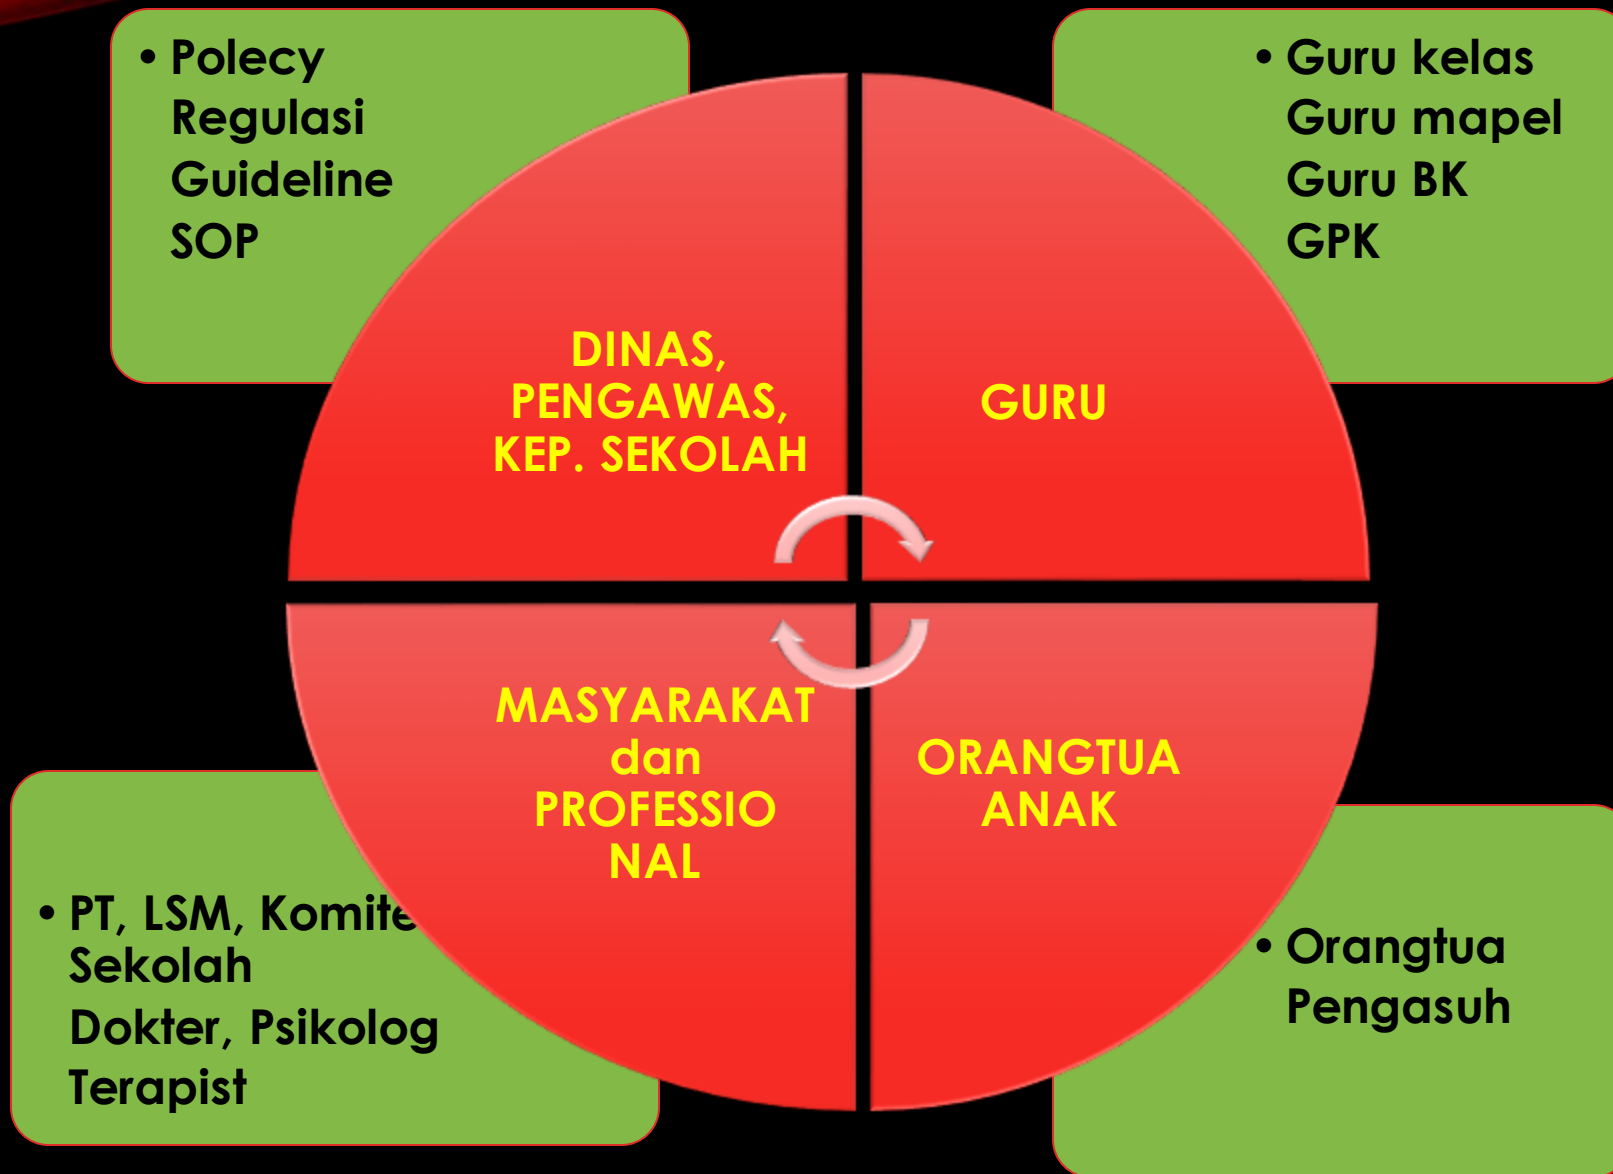 • Polecy
Regulasi
Guideline
SOP
• Guru kelas
Guru mapel
Guru BK
GPK
DINAS,
PENGAWAS,
KEP. SEKOLAH
GURU
MASYARAKAT
dan
PROFESSIO
NAL
ORANGTUA
ANAK
• PT, LSM, Komite
Sekolah
Dokter, Psikolog
Terapist
• Orangtua
Pengasuh